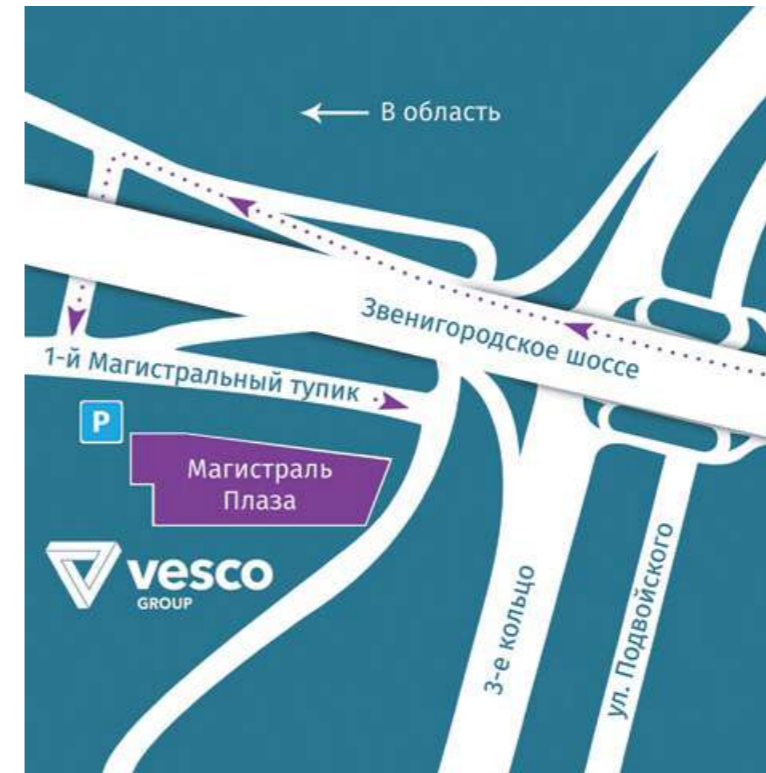 В область
Звенигородское шоссе
1-й Магистральный тупик
P
Магистраль
Плаза
vesco
GROUP
3-е кольцо
ул. Подвойского